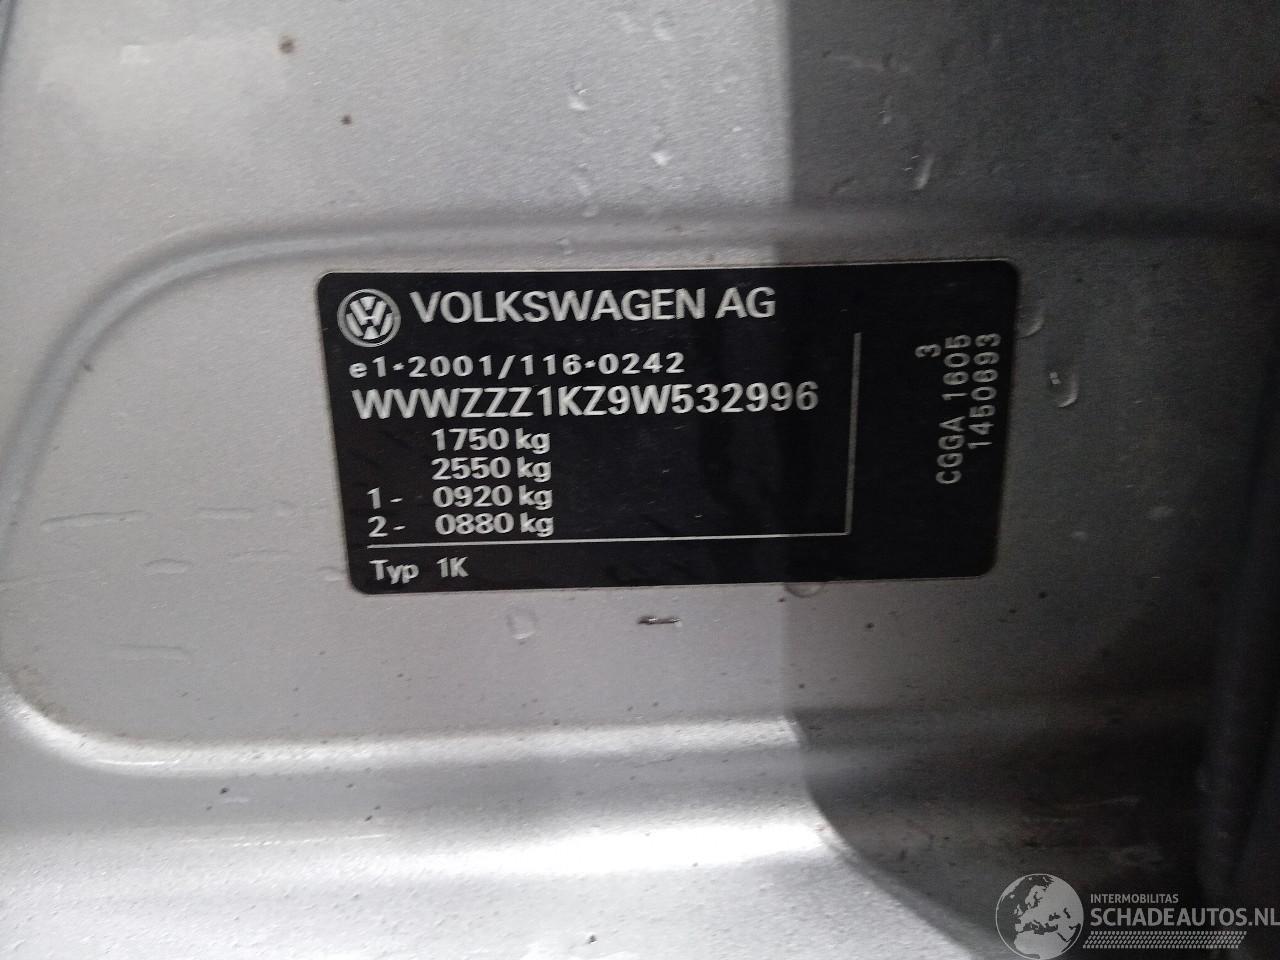 VOLKSWAGEN AG
e1*2001/116*0242
WVWZZZ1KZ9W532996
1750 kg
2550 kg
1- 0920 kg
2- 0880 kg
Typ 1K
3
CGGA 1605
1450693
INTERMOBILITAS
SCHADEAUTOS.NL